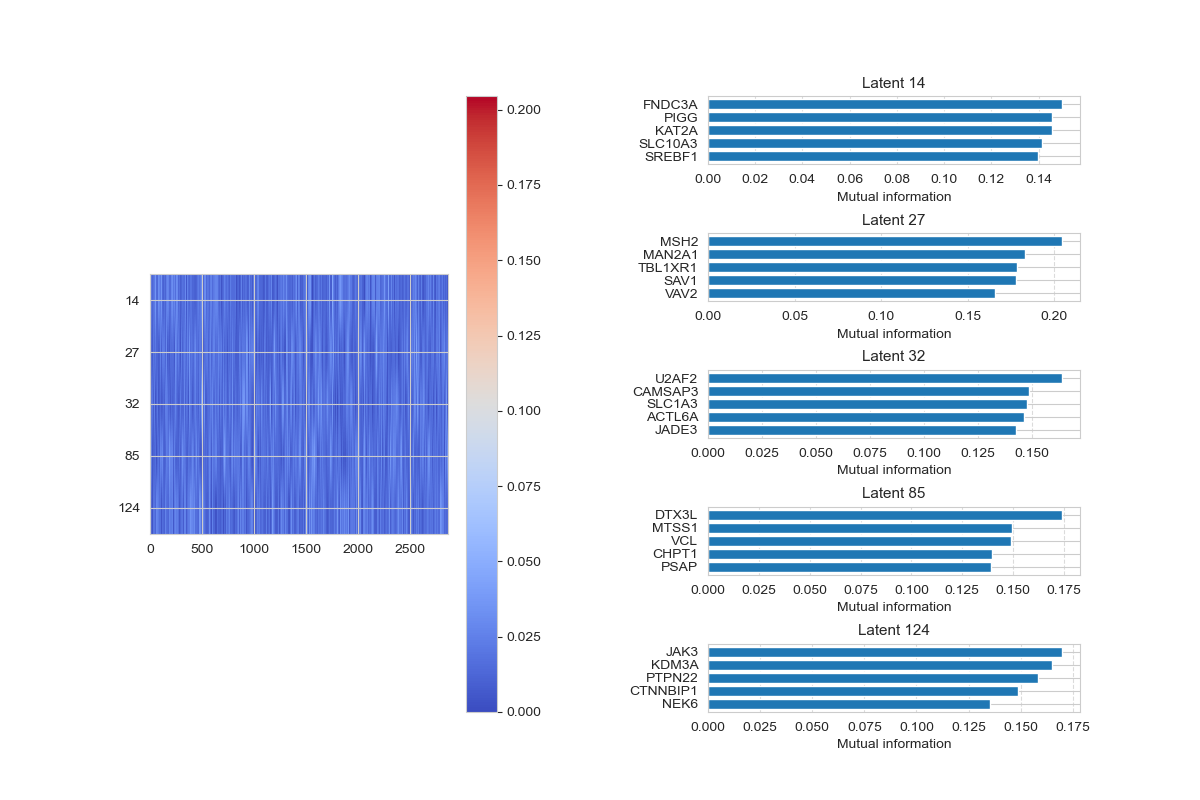 14
27
32
85
124
0 500 1000 1500 2000 2500
0.200
0.175
0.150
0.125
0.100
0.075
0.050
0.025
0.000
Latent 14
FNDC3A
PIGG
KAT2A
SLC10A3
SREBF1
0.00 0.02 0.04 0.06 0.08 0.10 0.12 0.14
Mutual information
Latent 27
MSH2
MAN2A1
TBL1XR1
SAV1
VAV2
0.00 0.05 0.10 0.15 0.20
Mutual information
Latent 32
U2AF2
CAMSAP3
SLC1A3
ACTL6A
JADE3
0.000 0.025 0.050 0.075 0.100 0.125 0.150
Mutual information
Latent 85
DTX3L
MTSS1
VCL
CHPT1
PSAP
0.000 0.025 0.050 0.075 0.100 0.125 0.150 0.175
Mutual information
Latent 124
JAK3
KDM3A
PTPN22
CTNNBIP1
NEK6
0.000 0.025 0.050 0.075 0.100 0.125 0.150 0.175
Mutual information